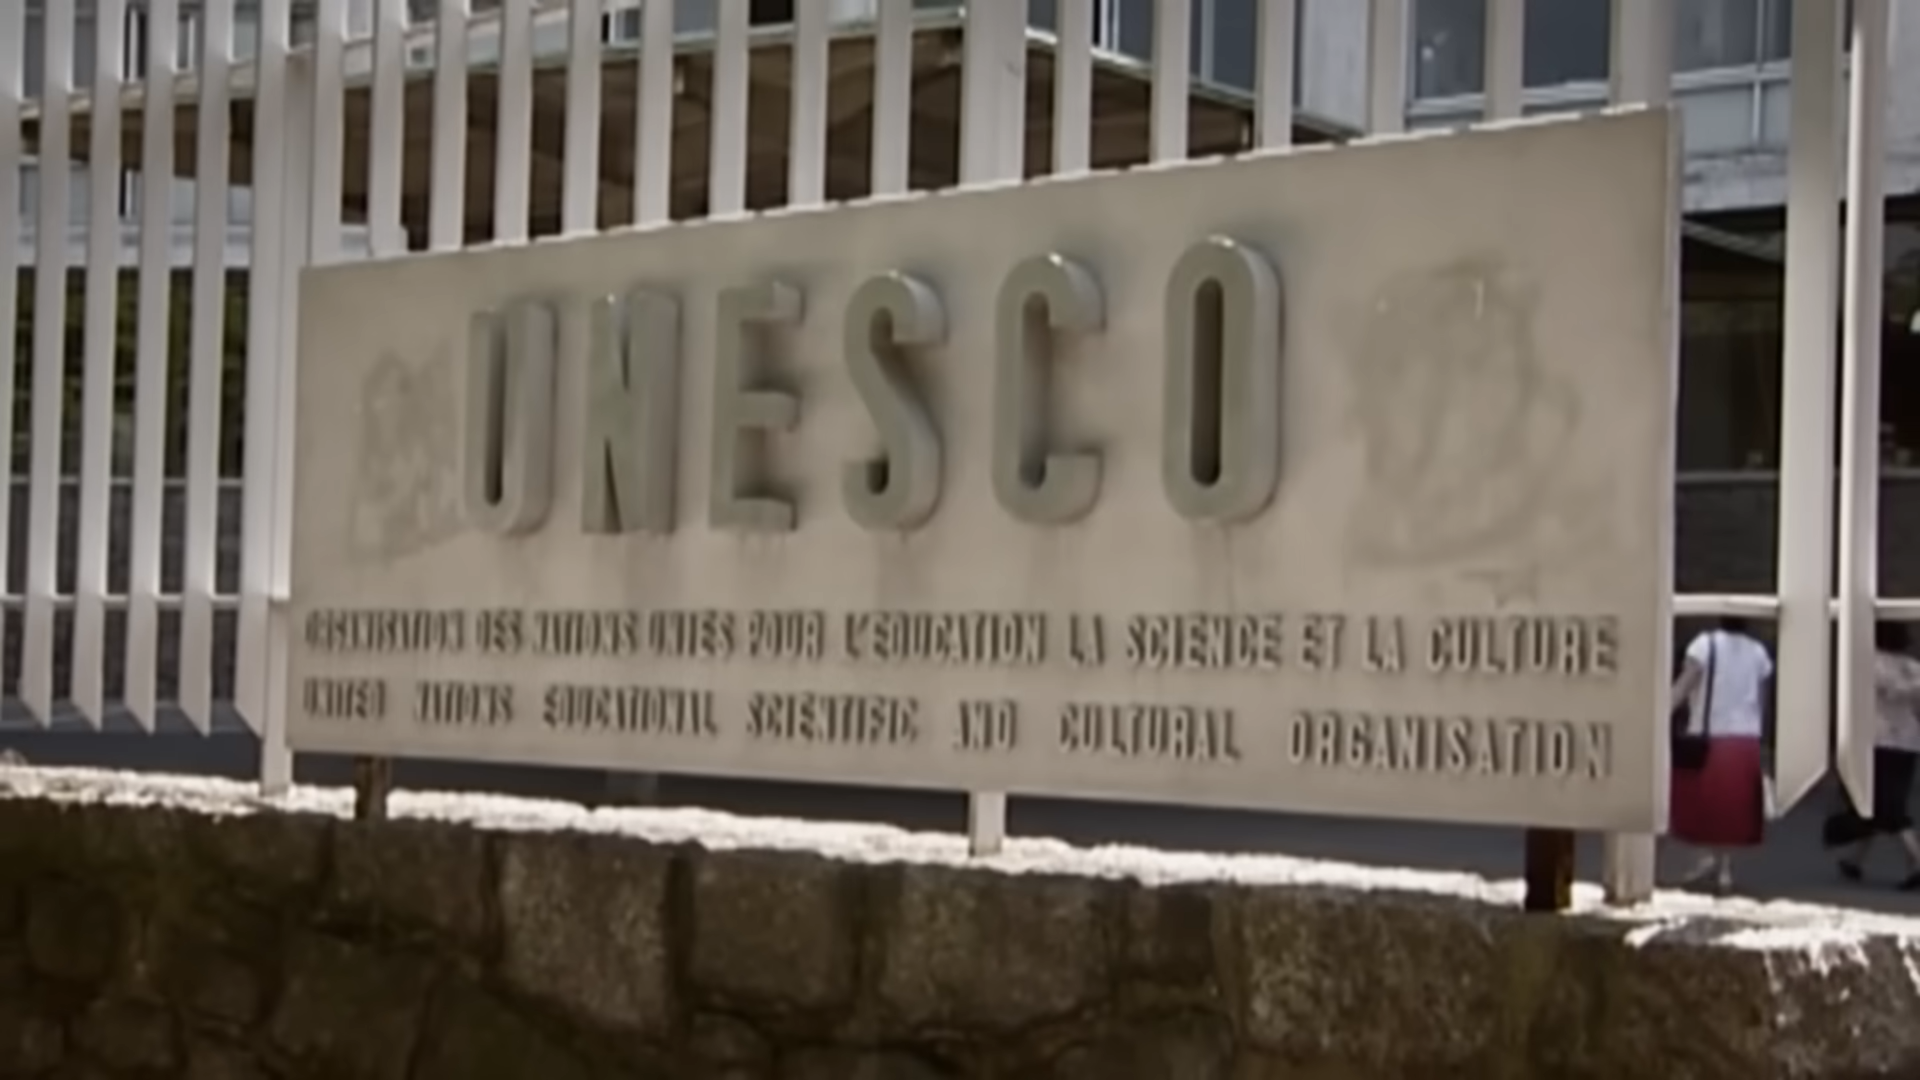 UNESCO
ORGANISATION DES NATIONS UNIES POUR L'EDUCATION LA SCIENCE ET LA CULTURE
UNITED NATIONS EDUCATIONAL SCIENTIFIC AND CULTURAL ORGANISATION